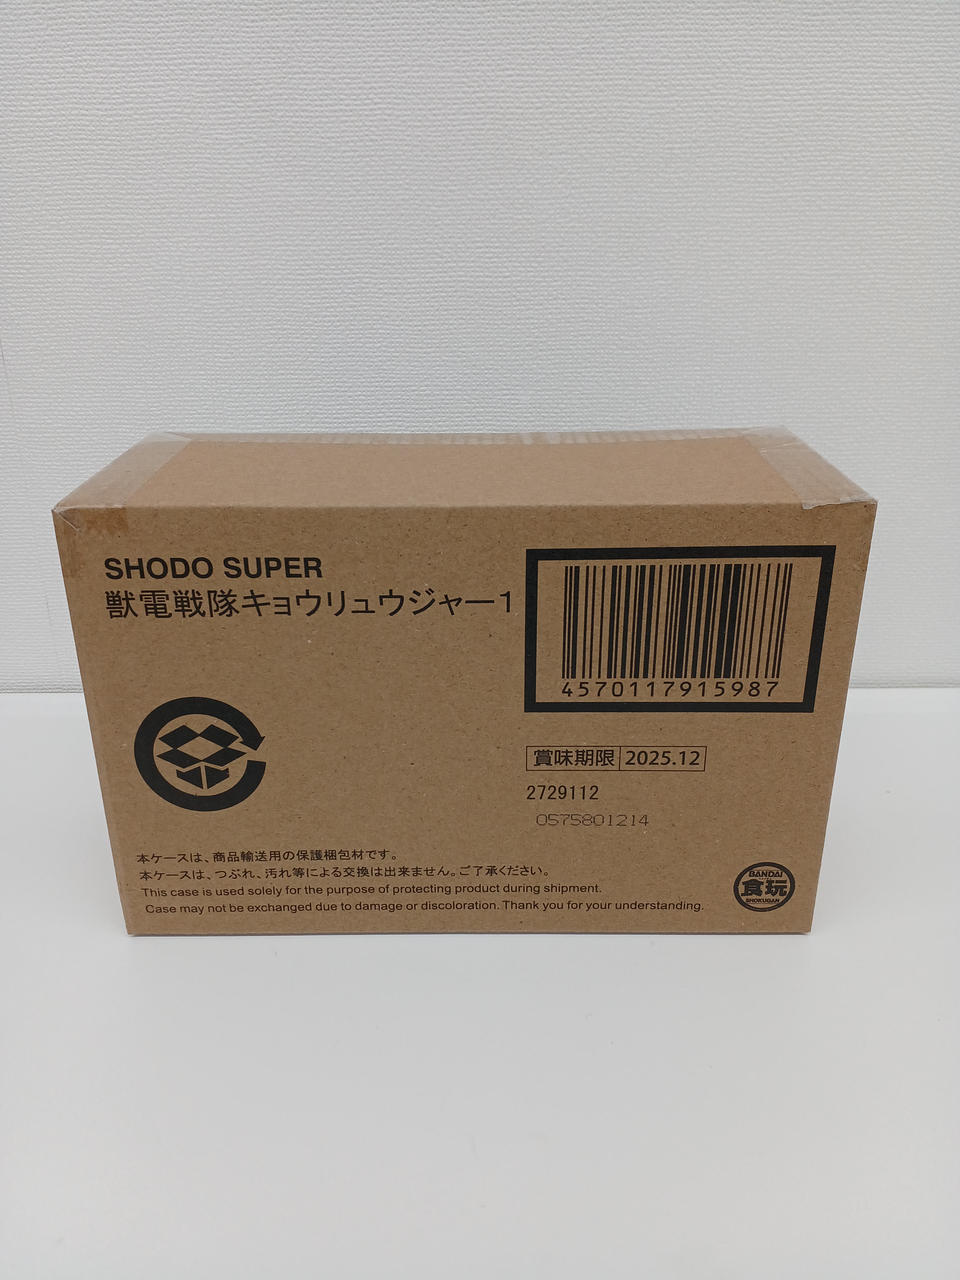 SHODO SUPER
獣電戦隊キョウリュウジャー1
4570117915987
賞味期限 2025.12
2729112
0575801214
本ケースは、商品輸送用の保護梱包材です。
本ケースは、つぶれ、汚れ等による交換は出来ません。ご了承ください。
This case is used solely for the purpose of protecting product during shipment.
Case may not be exchanged due to damage or discoloration. Thank you for your understanding.
BANDAI
食玩
SHOKUGAN